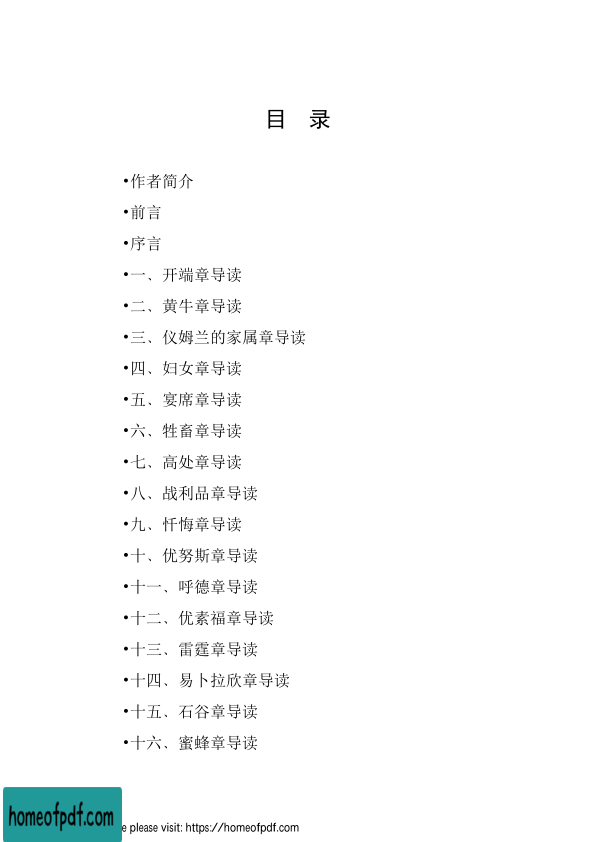 目 录
•作者简介
•前言
•序言
•一、开端章导读
•二、黄牛章导读
•三、仪姆兰的家属章导读
•四、妇女章导读
•五、宴席章导读
•六、牲畜章导读
•七、高处章导读
•八、战利品章导读
•九、忏悔章导读
•十、优努斯章导读
•十一、呼德章导读
•十二、优素福章导读
•十三、雷霆章导读
•十四、易卜拉欣章导读
•十五、石谷章导读
•十六、蜜蜂章导读
homeofpdf.com
please visit: https://homeofpdf.com